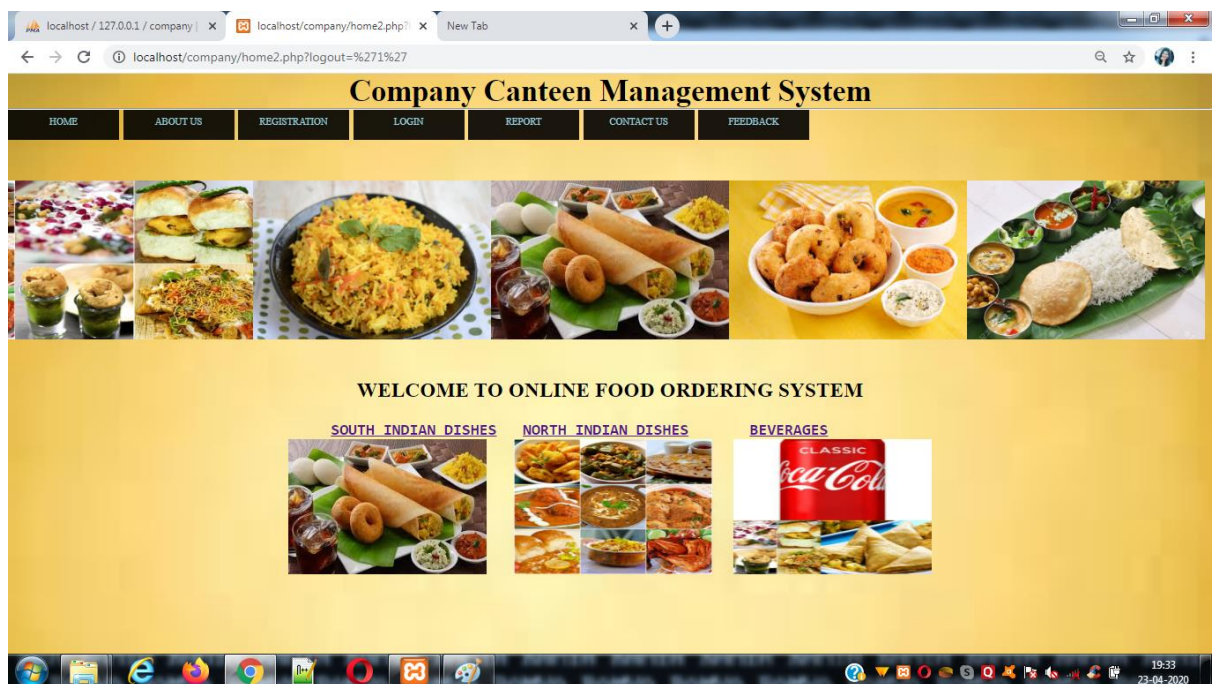 localhost / 127.0.0.1 / company |
localhost/company/home2.php?l
New Tab
localhost/company/home2.php?logout=%271%27
Company Canteen Management System
HOME ABOUT US REGISTRATION LOGIN REPORT CONTACT US FEEDBACK
WELCOME TO ONLINE FOOD ORDERING SYSTEM
SOUTH INDIAN DISHES NORTH INDIAN DISHES BEVERAGES
CLASSIC
Coca-Cola
19:33
23-04-2020